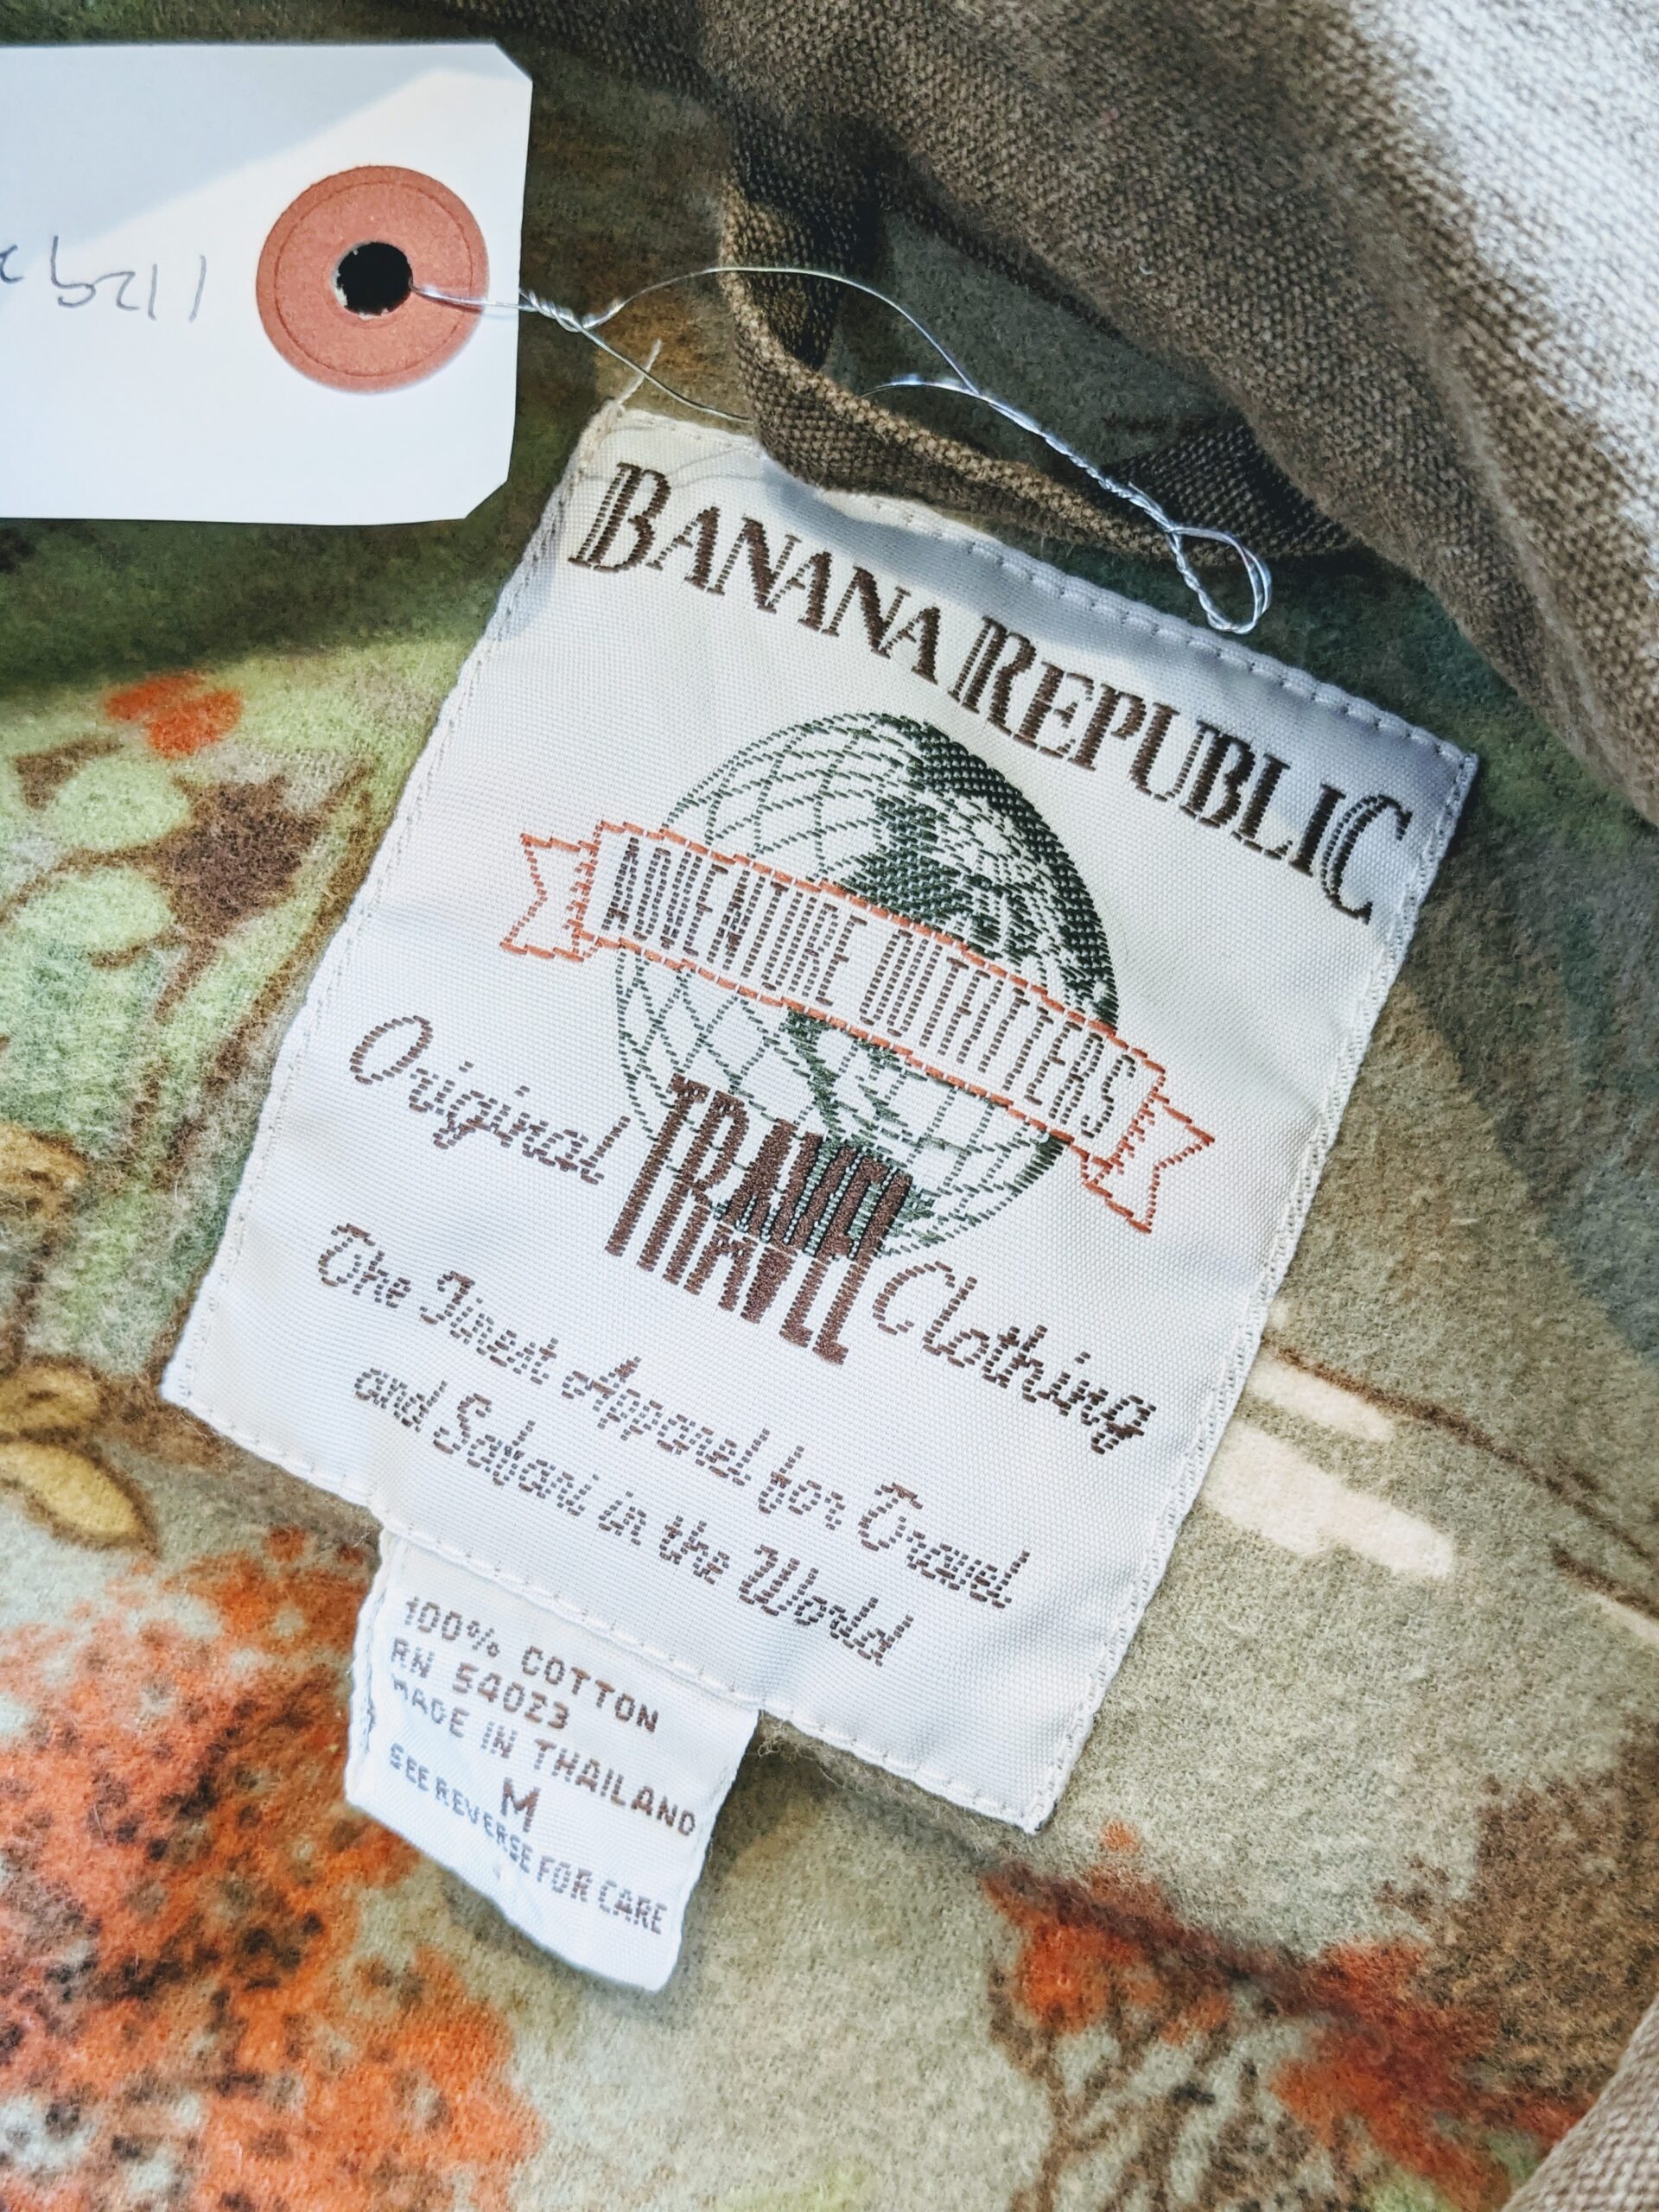 BANANA REPUBLIC
ADVENTURE OUTFITTERS
Original TRAVEL Clothing
The Finest Apparel for Travel
and Safari in the World
100% COTTON
RN 54023
MADE IN THAILAND
M
SEE REVERSE FOR CARE